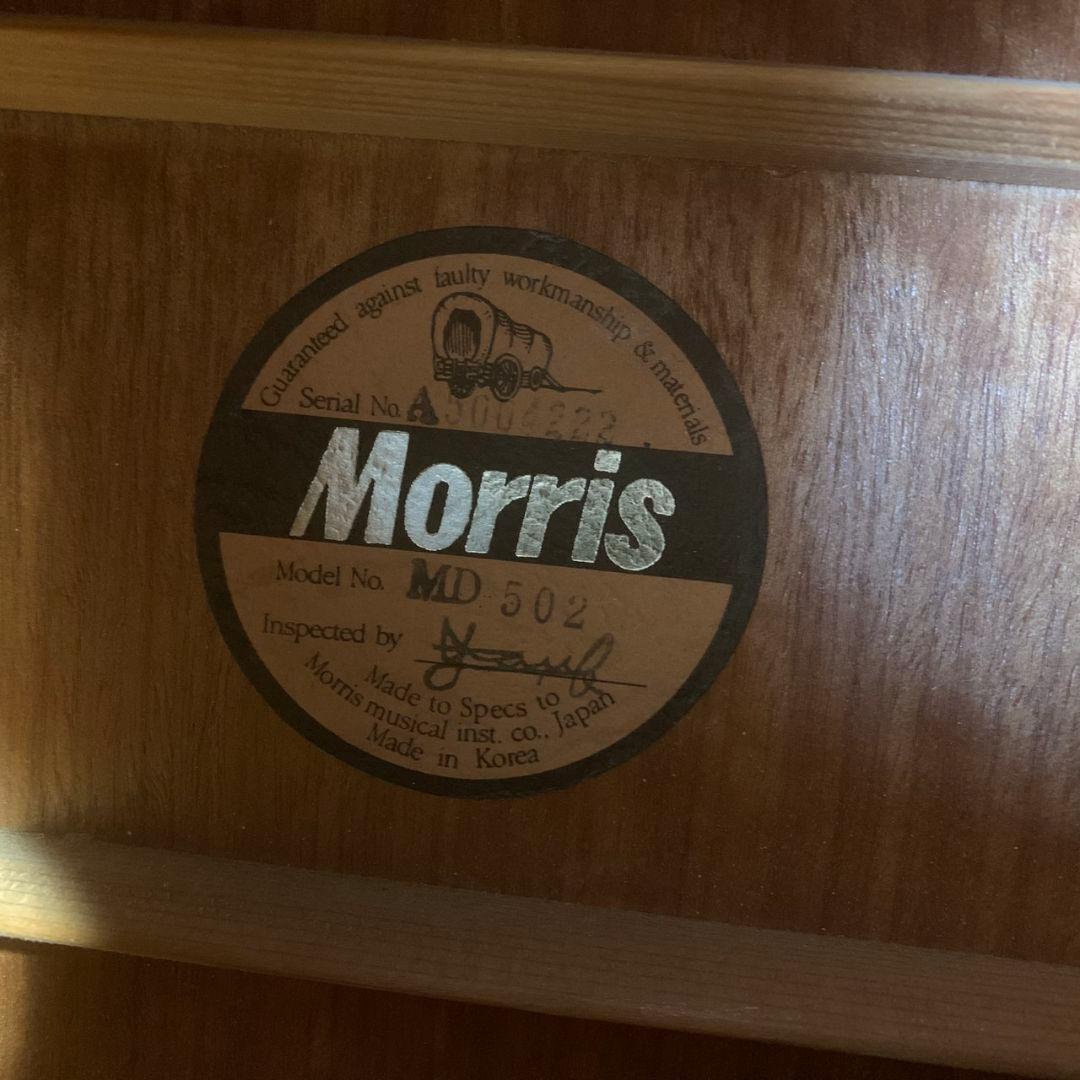 Guaranteed against faulty workmanship & materials
Serial No. A5004222
Morris
Model No. MD 502
Inspected by
Made to Specs to
Morris musical inst. co., Japan
Made in Korea